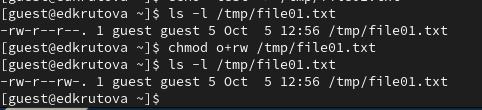 [guest@edkrutova ~]$ ls -l /tmp/file01.txt
-rw-r--r--. 1 guest guest 5 Oct  5 12:56 /tmp/file01.txt
[guest@edkrutova ~]$ chmod o+rw /tmp/file01.txt
[guest@edkrutova ~]$ ls -l /tmp/file01.txt
-rw-r--rw-. 1 guest guest 5 Oct  5 12:56 /tmp/file01.txt
[guest@edkrutova ~]$